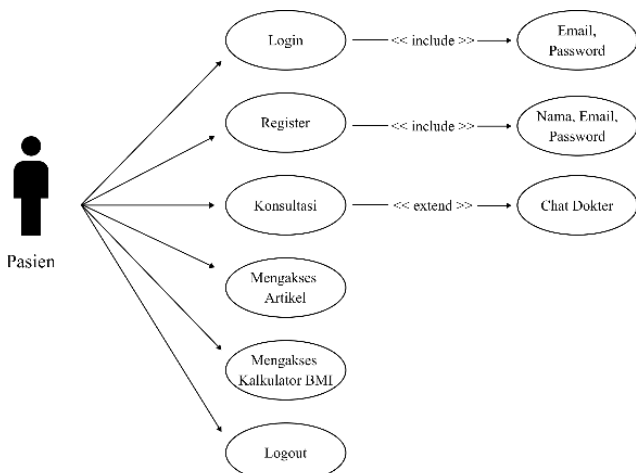 Login
<< include >>
Email,
Password
Register
<< include >>
Nama, Email,
Password
Konsultasi
<< extend >>
Chat Dokter
Pasien
Mengakses
Artikel
Mengakses
Kalkulator BMI
Logout